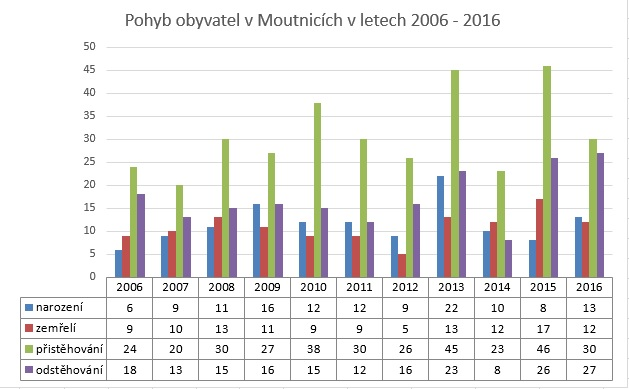 Pohyb obyvatel v Moutnicích v letech 2006 - 2016
50
45
40
35
30
25
20
15
10
5
0
2006 2007 2008 2009 2010 2011 2012 2013 2014 2015 2016
narození 6 9 11 16 12 12 9 22 10 8 13
zemřelí 9 10 13 11 9 9 5 13 12 17 12
přistěhování 24 20 30 27 38 30 26 45 23 46 30
odstěhování 18 13 15 16 15 12 16 23 8 26 27